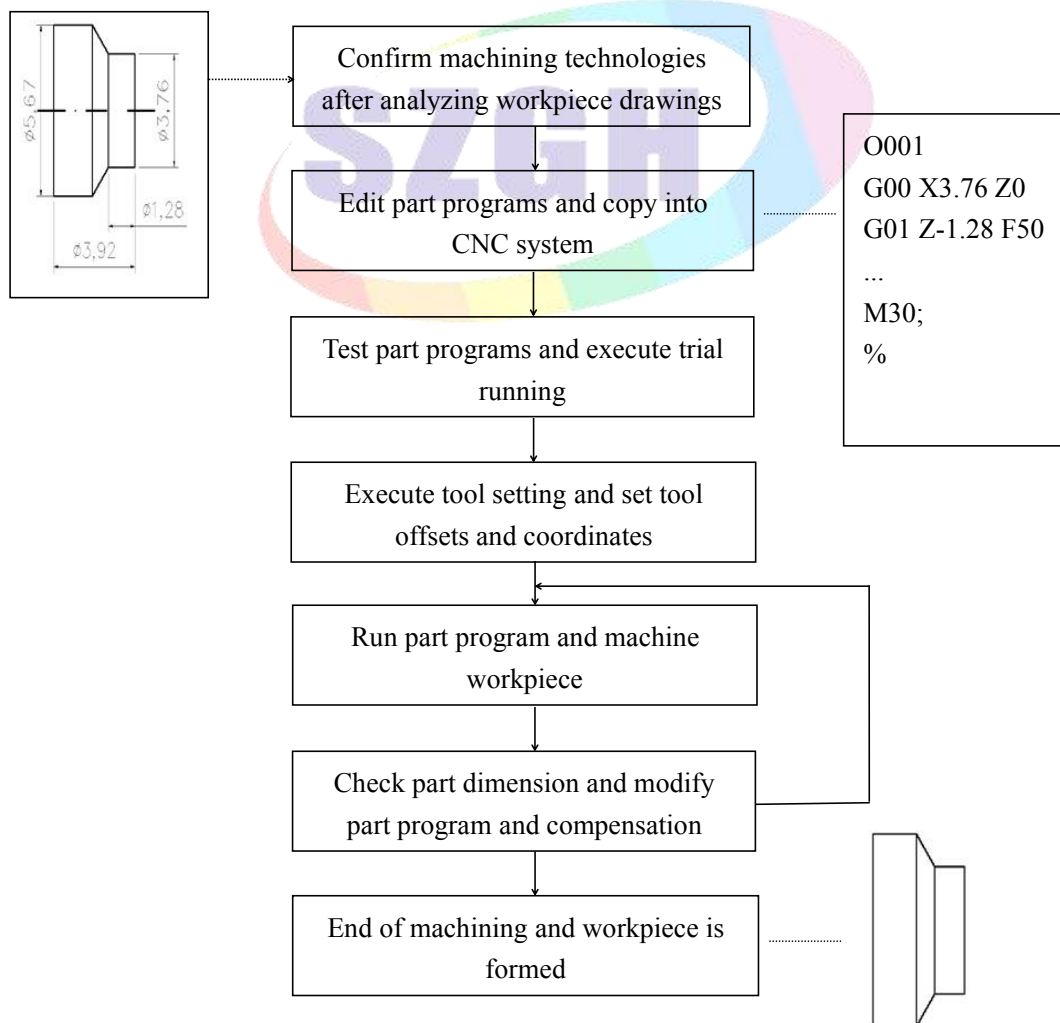 Confirm machining technologies
after analyzing workpiece drawings
ø5,67
ø3,76
ø1,28
ø3,92
SZGH
Edit part programs and copy into
CNC system
O001
G00 X3.76 Z0
G01 Z-1.28 F50
...
M30;
%
Test part programs and execute trial
running
Execute tool setting and set tool
offsets and coordinates
Run part program and machine
workpiece
Check part dimension and modify
part program and compensation
End of machining and workpiece is
formed